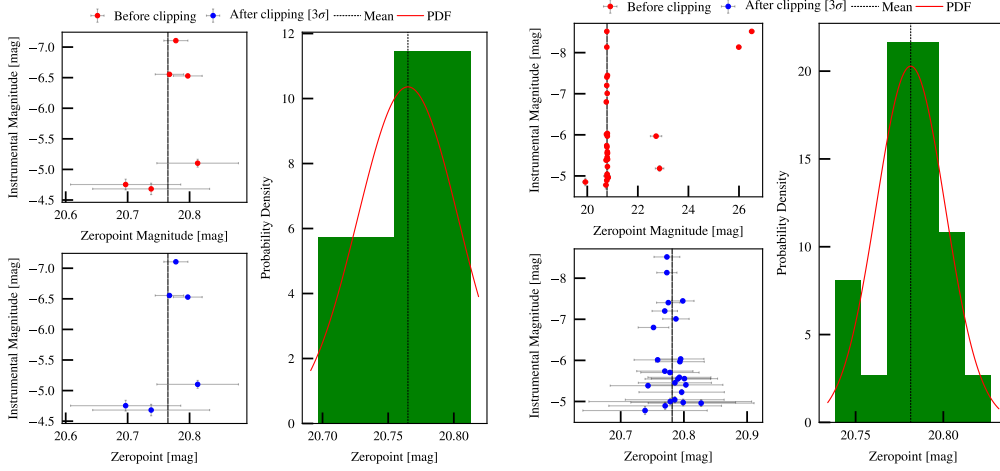 Before clipping After clipping [3σ] Mean PDF
Before clipping After clipping [3σ] Mean PDF
Instrumental Magnitude [mag]
−7.0
−6.5
−6.0
−5.5
−5.0
−4.5
20.6 20.7 20.8
Zeropoint Magnitude [mag]
Instrumental Magnitude [mag]
−7.0
−6.5
−6.0
−5.5
−5.0
−4.5
20.6 20.7 20.8
Zeropoint [mag]
Probability Density
12
10
8
6
4
2
0
20.70 20.75 20.80
Zeropoint [mag]
Instrumental Magnitude [mag]
−8
−7
−6
−5
20 22 24 26
Zeropoint Magnitude [mag]
Instrumental Magnitude [mag]
−8
−7
−6
−5
20.7 20.8 20.9
Zeropoint [mag]
Probability Density
20
15
10
5
0
20.75 20.80
Zeropoint [mag]